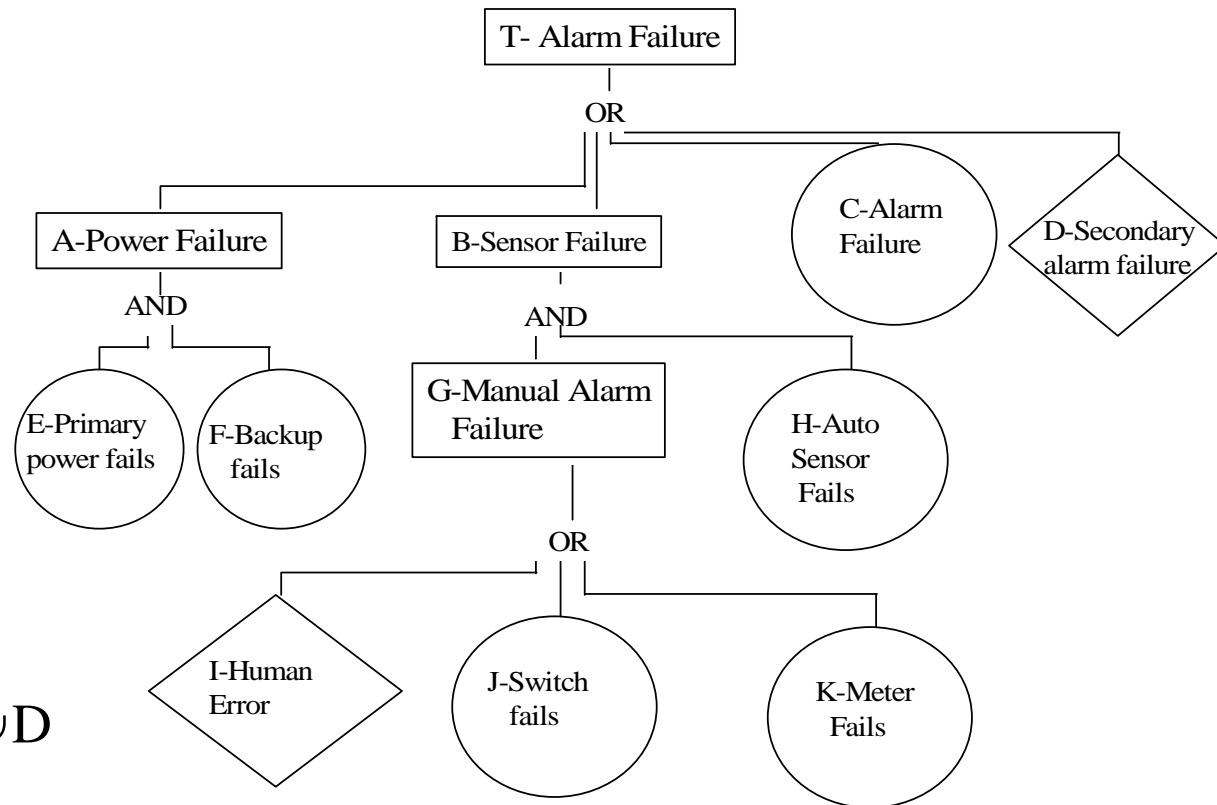 T- Alarm Failure
OR
A-Power Failure
B-Sensor Failure
C-Alarm
Failure
D-Secondary
alarm failure
AND
AND
E-Primary
power fails
F-Backup
fails
G-Manual Alarm
Failure
H-Auto
Sensor
Fails
OR
I-Human
Error
J-Switch
fails
K-Meter
Fails
∪D